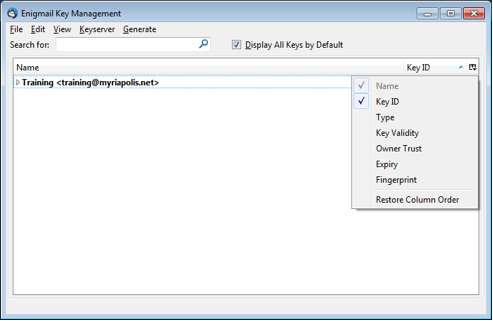 Enigmail Key Management
File Edit View Keyserver Generate
Search for: Display All Keys by Default
Name Key ID
Training <training@myriapolis.net>
Name
Key ID
Type
Key Validity
Owner Trust
Expiry
Fingerprint
Restore Column Order